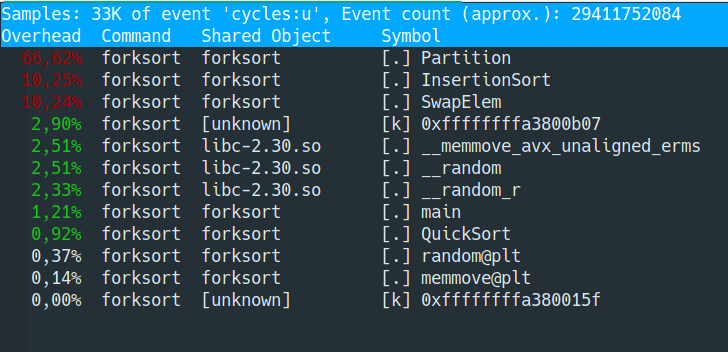 Samples: 33K of event 'cycles:u', Event count (approx.): 29411752084
Overhead  Command   Shared Object      Symbol
66,62%  forksort  forksort          [.] Partition
10,25%  forksort  forksort          [.] InsertionSort
10,24%  forksort  forksort          [.] SwapElem
2,90%  forksort  [unknown]         [k] 0xffffffffa3800b07
2,51%  forksort  libc-2.30.so      [.] __memmove_avx_unaligned_erms
2,51%  forksort  libc-2.30.so      [.] __random
2,33%  forksort  libc-2.30.so      [.] __random_r
1,21%  forksort  forksort          [.] main
0,92%  forksort  forksort          [.] QuickSort
0,37%  forksort  forksort          [.] random@plt
0,14%  forksort  forksort          [.] memmove@plt
0,00%  forksort  [unknown]         [k] 0xffffffffa380015f